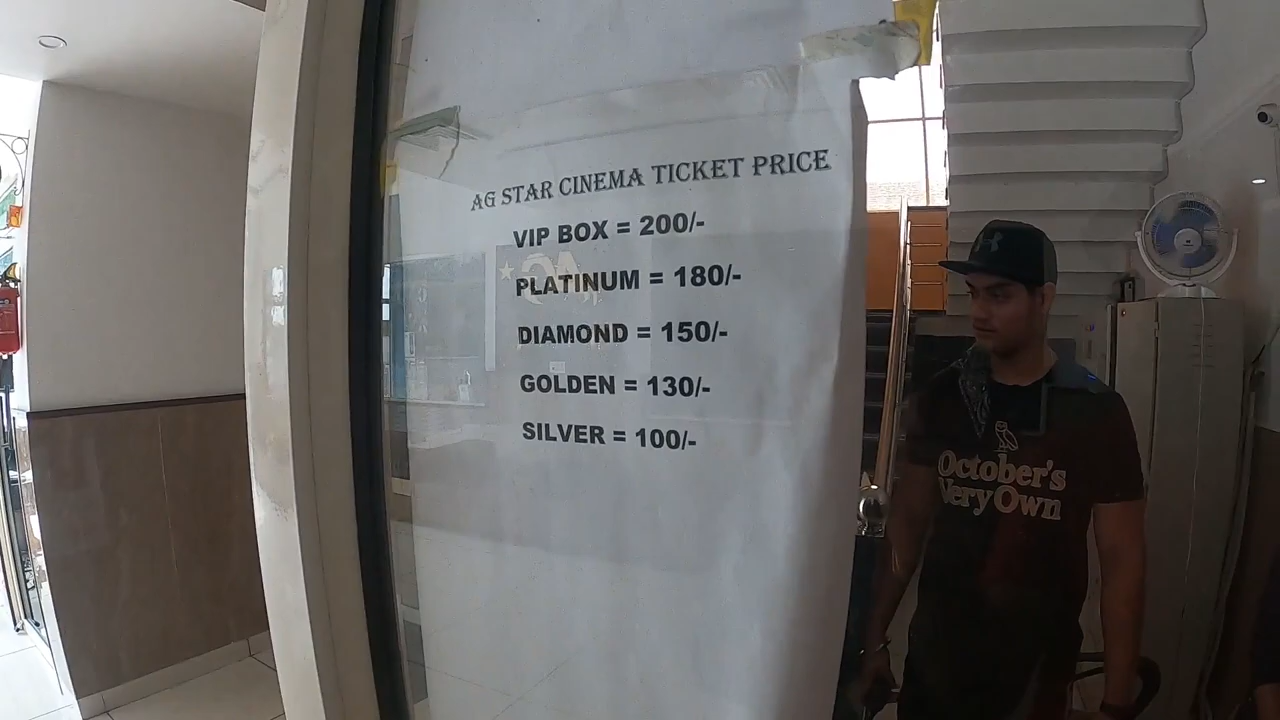 AG STAR CINEMA TICKET PRICE
VIP BOX = 200/-
PLATINUM = 180/-
DIAMOND = 150/-
GOLDEN = 130/-
SILVER = 100/-
AG
October's
Very Own